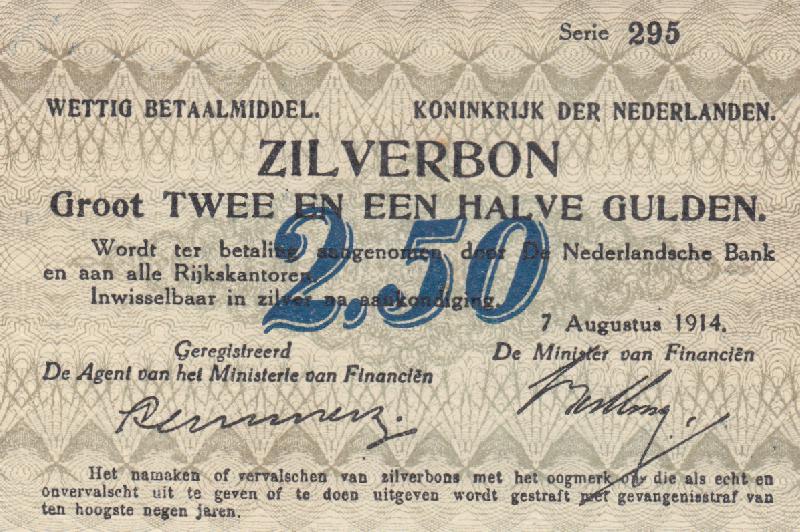 Serie 295
WETTIG BETAALMIDDEL. KONINKRIJK DER NEDERLANDEN.
ZILVERBON
Groot TWEE EN EEN HALVE GULDEN.
2.50
Wordt ter betaling aangenomen door De Nederlandsche Bank
en aan alle Rijkskantoren.
Inwisselbaar in zilver na aankondiging.
7 Augustus 1914.
Geregistreerd
De Agent van het Ministerie van Financiën
De Minister van Financiën
Het namaken of vervalschen van zilverbons met het oogmerk om die als echt en
onvervalscht uit te geven of te doen uitgeven wordt gestraft met gevangenisstraf van
ten hoogste negen jaren.